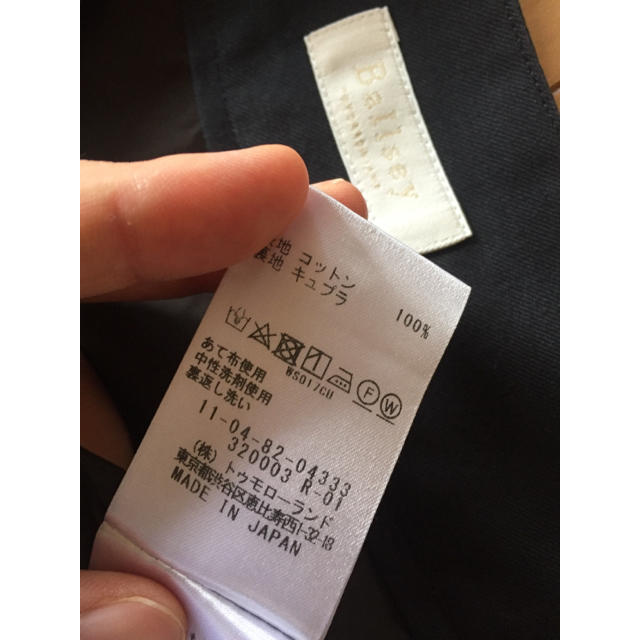 Ballsey
表地 コットン 100%
裏地 キュプラ
WS017CU
F W
あて布使用
中性洗剤使用
裏返し洗い
11-04-82-04333
320003 R-01
(株) トゥモローランド
東京都渋谷区恵比寿西1-32-18
MADE IN JAPAN